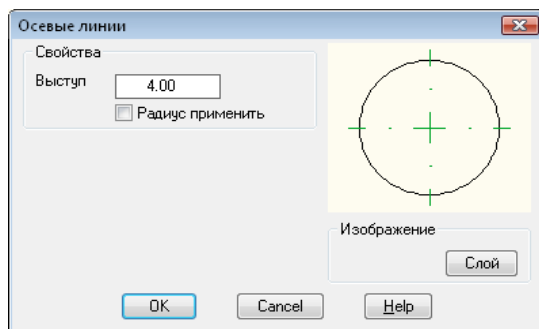 Осевые линии
Свойства
Выступ 4.00
Радиус применить
Изображение
Слой
OK Cancel Help